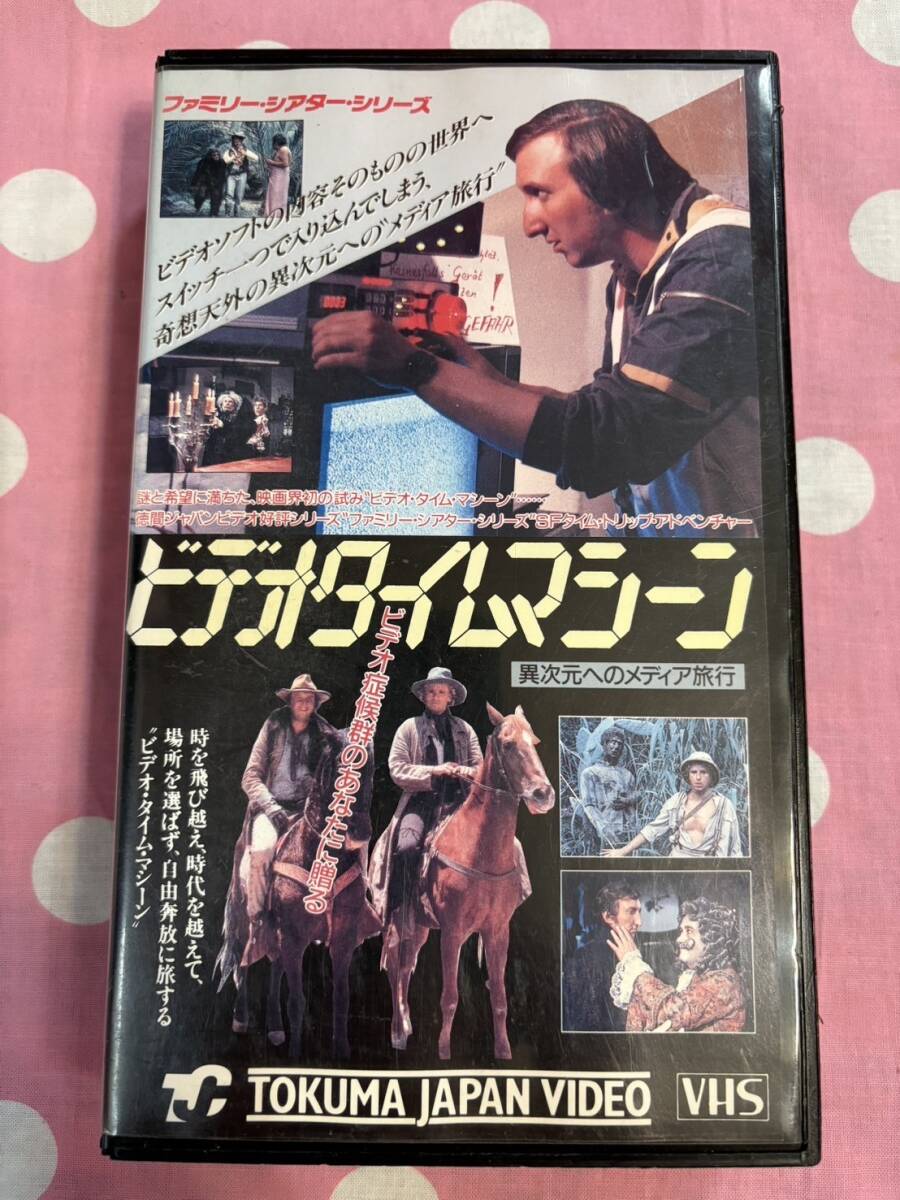 ファミリー・シアター・シリーズ
ビデオソフトの内容そのものの世界へ
スイッチ一つで入り込んでしまう、
奇想天外の異次元への"メディア旅行"
Gerät
!
GEFAHR
謎と希望に満ちた、映画界初の試み"ビデオ・タイム・マシーン"……
徳間ジャパンビデオ好評シリーズ"ファミリー・シアター・シリーズ"SFタイム・トリップ・アドベンチャー
ビデオタイムマシーン
異次元へのメディア旅行
ビデオ症候群のあなたに贈る
時を飛び越え、時代を越えて、
場所を選ばず、自由奔放に旅する
"ビデオ・タイム・マシーン"
TJC TOKUMA JAPAN VIDEO
VHS